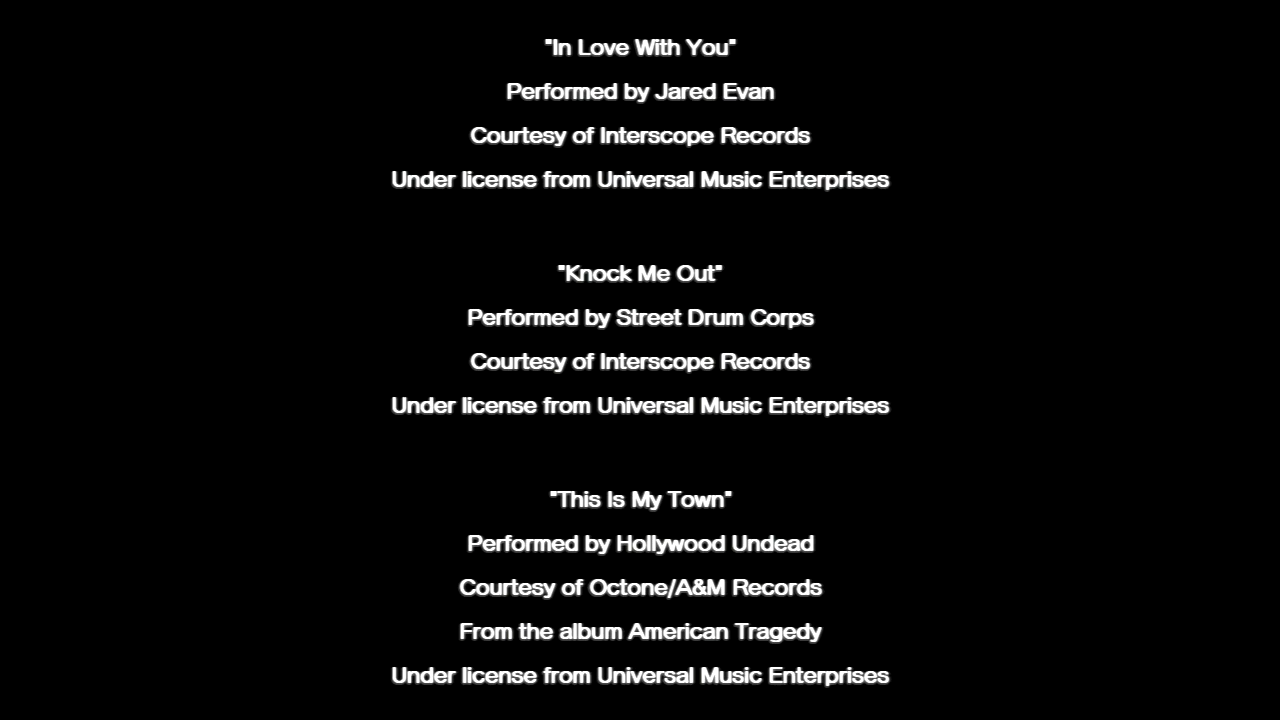 "In Love With You"
Performed by Jared Evan
Courtesy of Interscope Records
Under license from Universal Music Enterprises
"Knock Me Out"
Performed by Street Drum Corps
Courtesy of Interscope Records
Under license from Universal Music Enterprises
"This Is My Town"
Performed by Hollywood Undead
Courtesy of Octone/A&M Records
From the album American Tragedy
Under license from Universal Music Enterprises